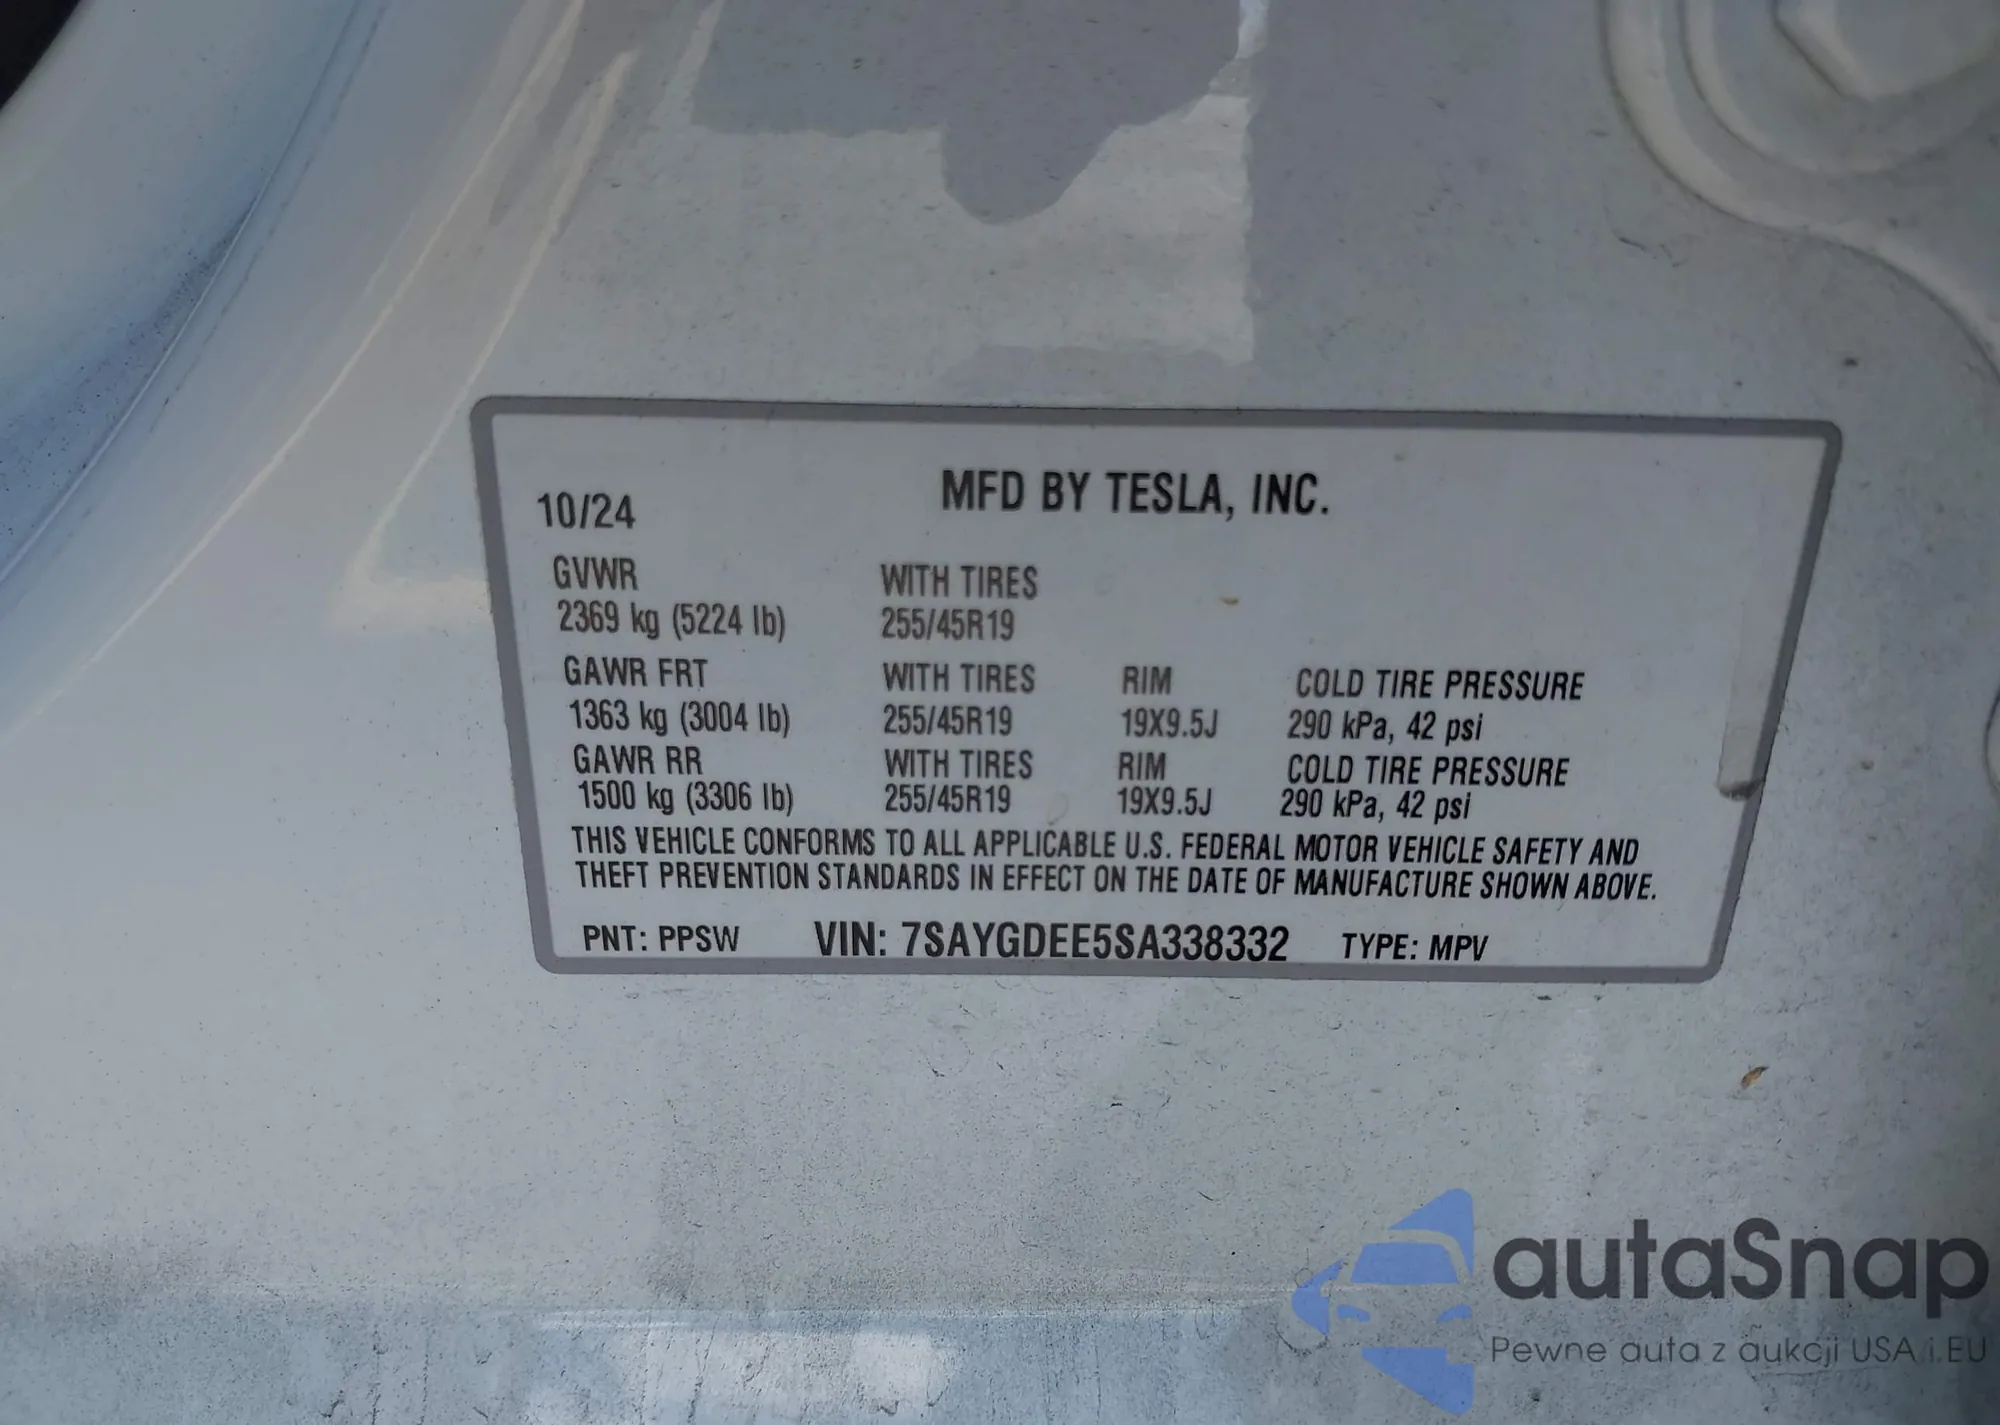 10/24 MFD BY TESLA, INC.
GVWR WITH TIRES
2369 kg (5224 lb) 255/45R19
GAWR FRT WITH TIRES RIM COLD TIRE PRESSURE
1363 kg (3004 lb) 255/45R19 19X9.5J 290 kPa, 42 psi
GAWR RR WITH TIRES RIM COLD TIRE PRESSURE
1500 kg (3306 lb) 255/45R19 19X9.5J 290 kPa, 42 psi
THIS VEHICLE CONFORMS TO ALL APPLICABLE U.S. FEDERAL MOTOR VEHICLE SAFETY AND
THEFT PREVENTION STANDARDS IN EFFECT ON THE DATE OF MANUFACTURE SHOWN ABOVE.
PNT: PPSW VIN: 7SAYGDEE5SA338332 TYPE: MPV
autaSnap
Pewne auta z aukcji USA i EU